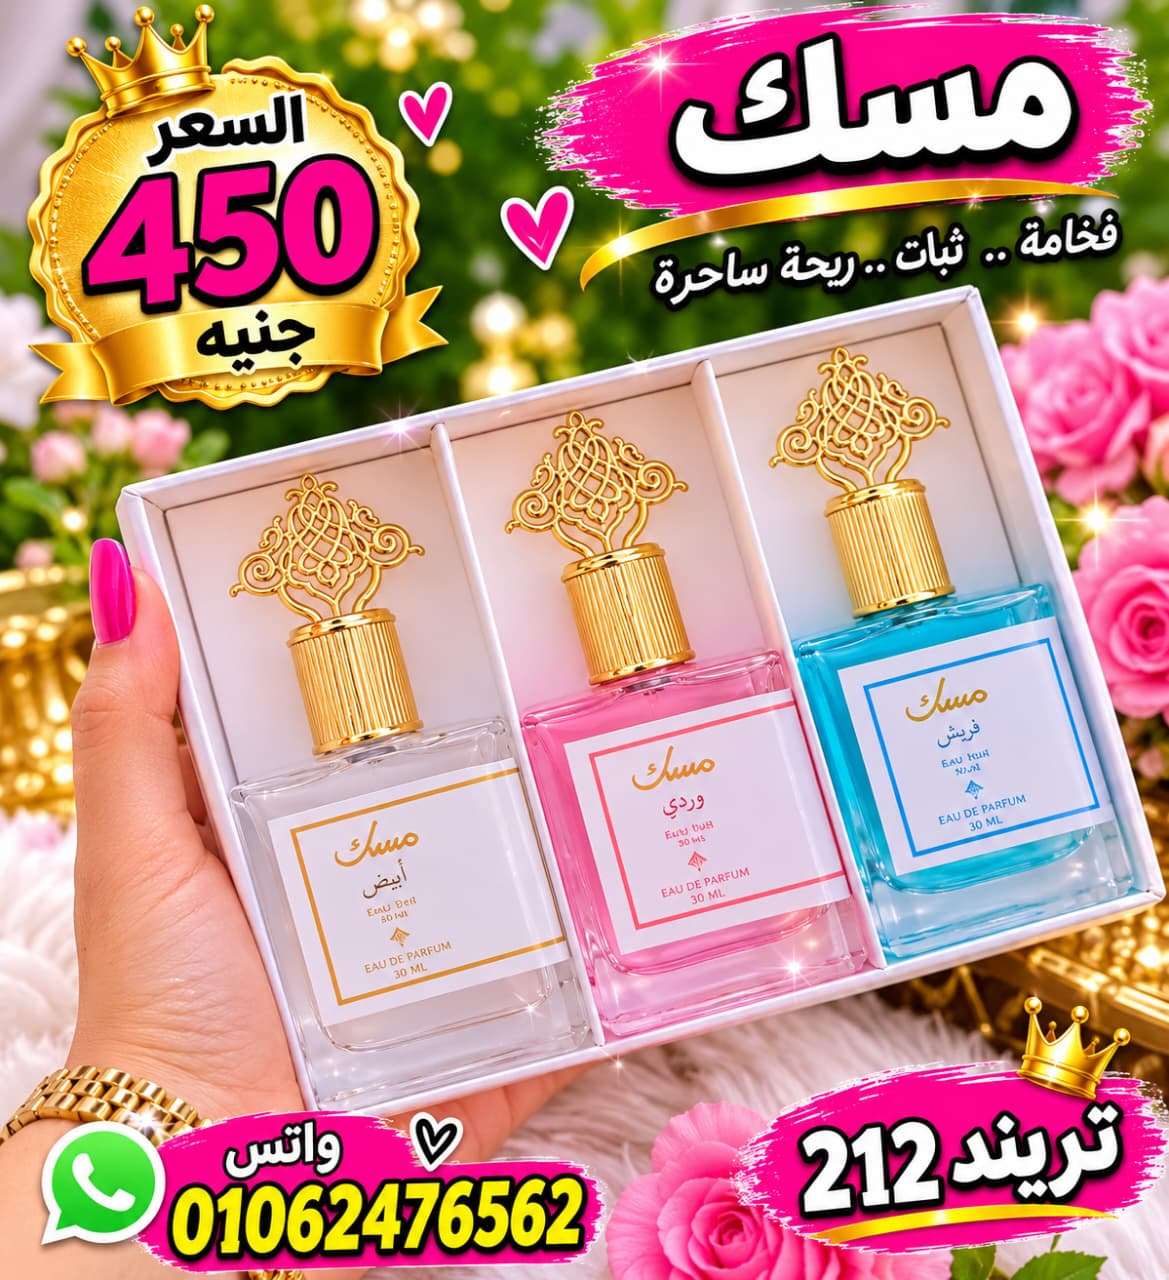 السعر
450
جنيه
مسك
فخامة .. ثبات .. ريحة ساحرة
مسك
أبيض
EAU DE PARFUM
30 ML
مسك
وردي
EAU DE PARFUM
30 ML
مسك
فريش
EAU DE PARFUM
30 ML
واتس
01062476562
تريند 212